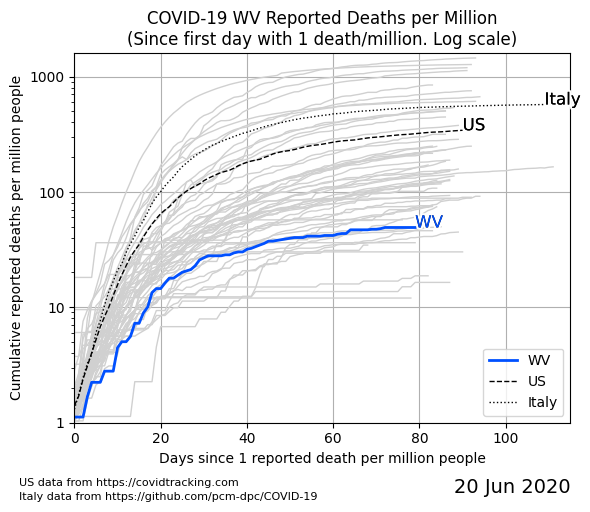 COVID-19 WV Reported Deaths per Million
(Since first day with 1 death/million. Log scale)
Cumulative reported deaths per million people
1000
100
10
1
Italy
US
WV
WV
US
Italy
0 20 40 60 80 100
Days since 1 reported death per million people
US data from https://covidtracking.com
Italy data from https://github.com/pcm-dpc/COVID-19
20 Jun 2020